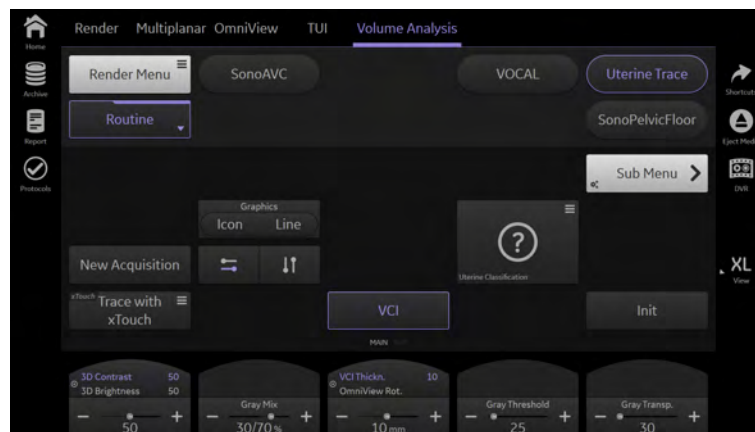 Render Multiplanar OmniView TUI Volume Analysis
Home
Archive
Report
Protocols
Render Menu SonoAVC VOCAL Uterine Trace
Routine SonoPelvicFloor
Shortcuts
Eject Media
DVR
Sub Menu
Graphics
Icon Line
New Acquisition
Uterine Classification
XL
View
xTouch Trace with
xTouch
VCI
Init
MAIN
3D Contrast 50
3D Brightness 50
50
Gray Mix
30/70 %
VCI Thickn. 10
OmniView Rot.
10 mm
Gray Threshold
25
Gray Transp.
30